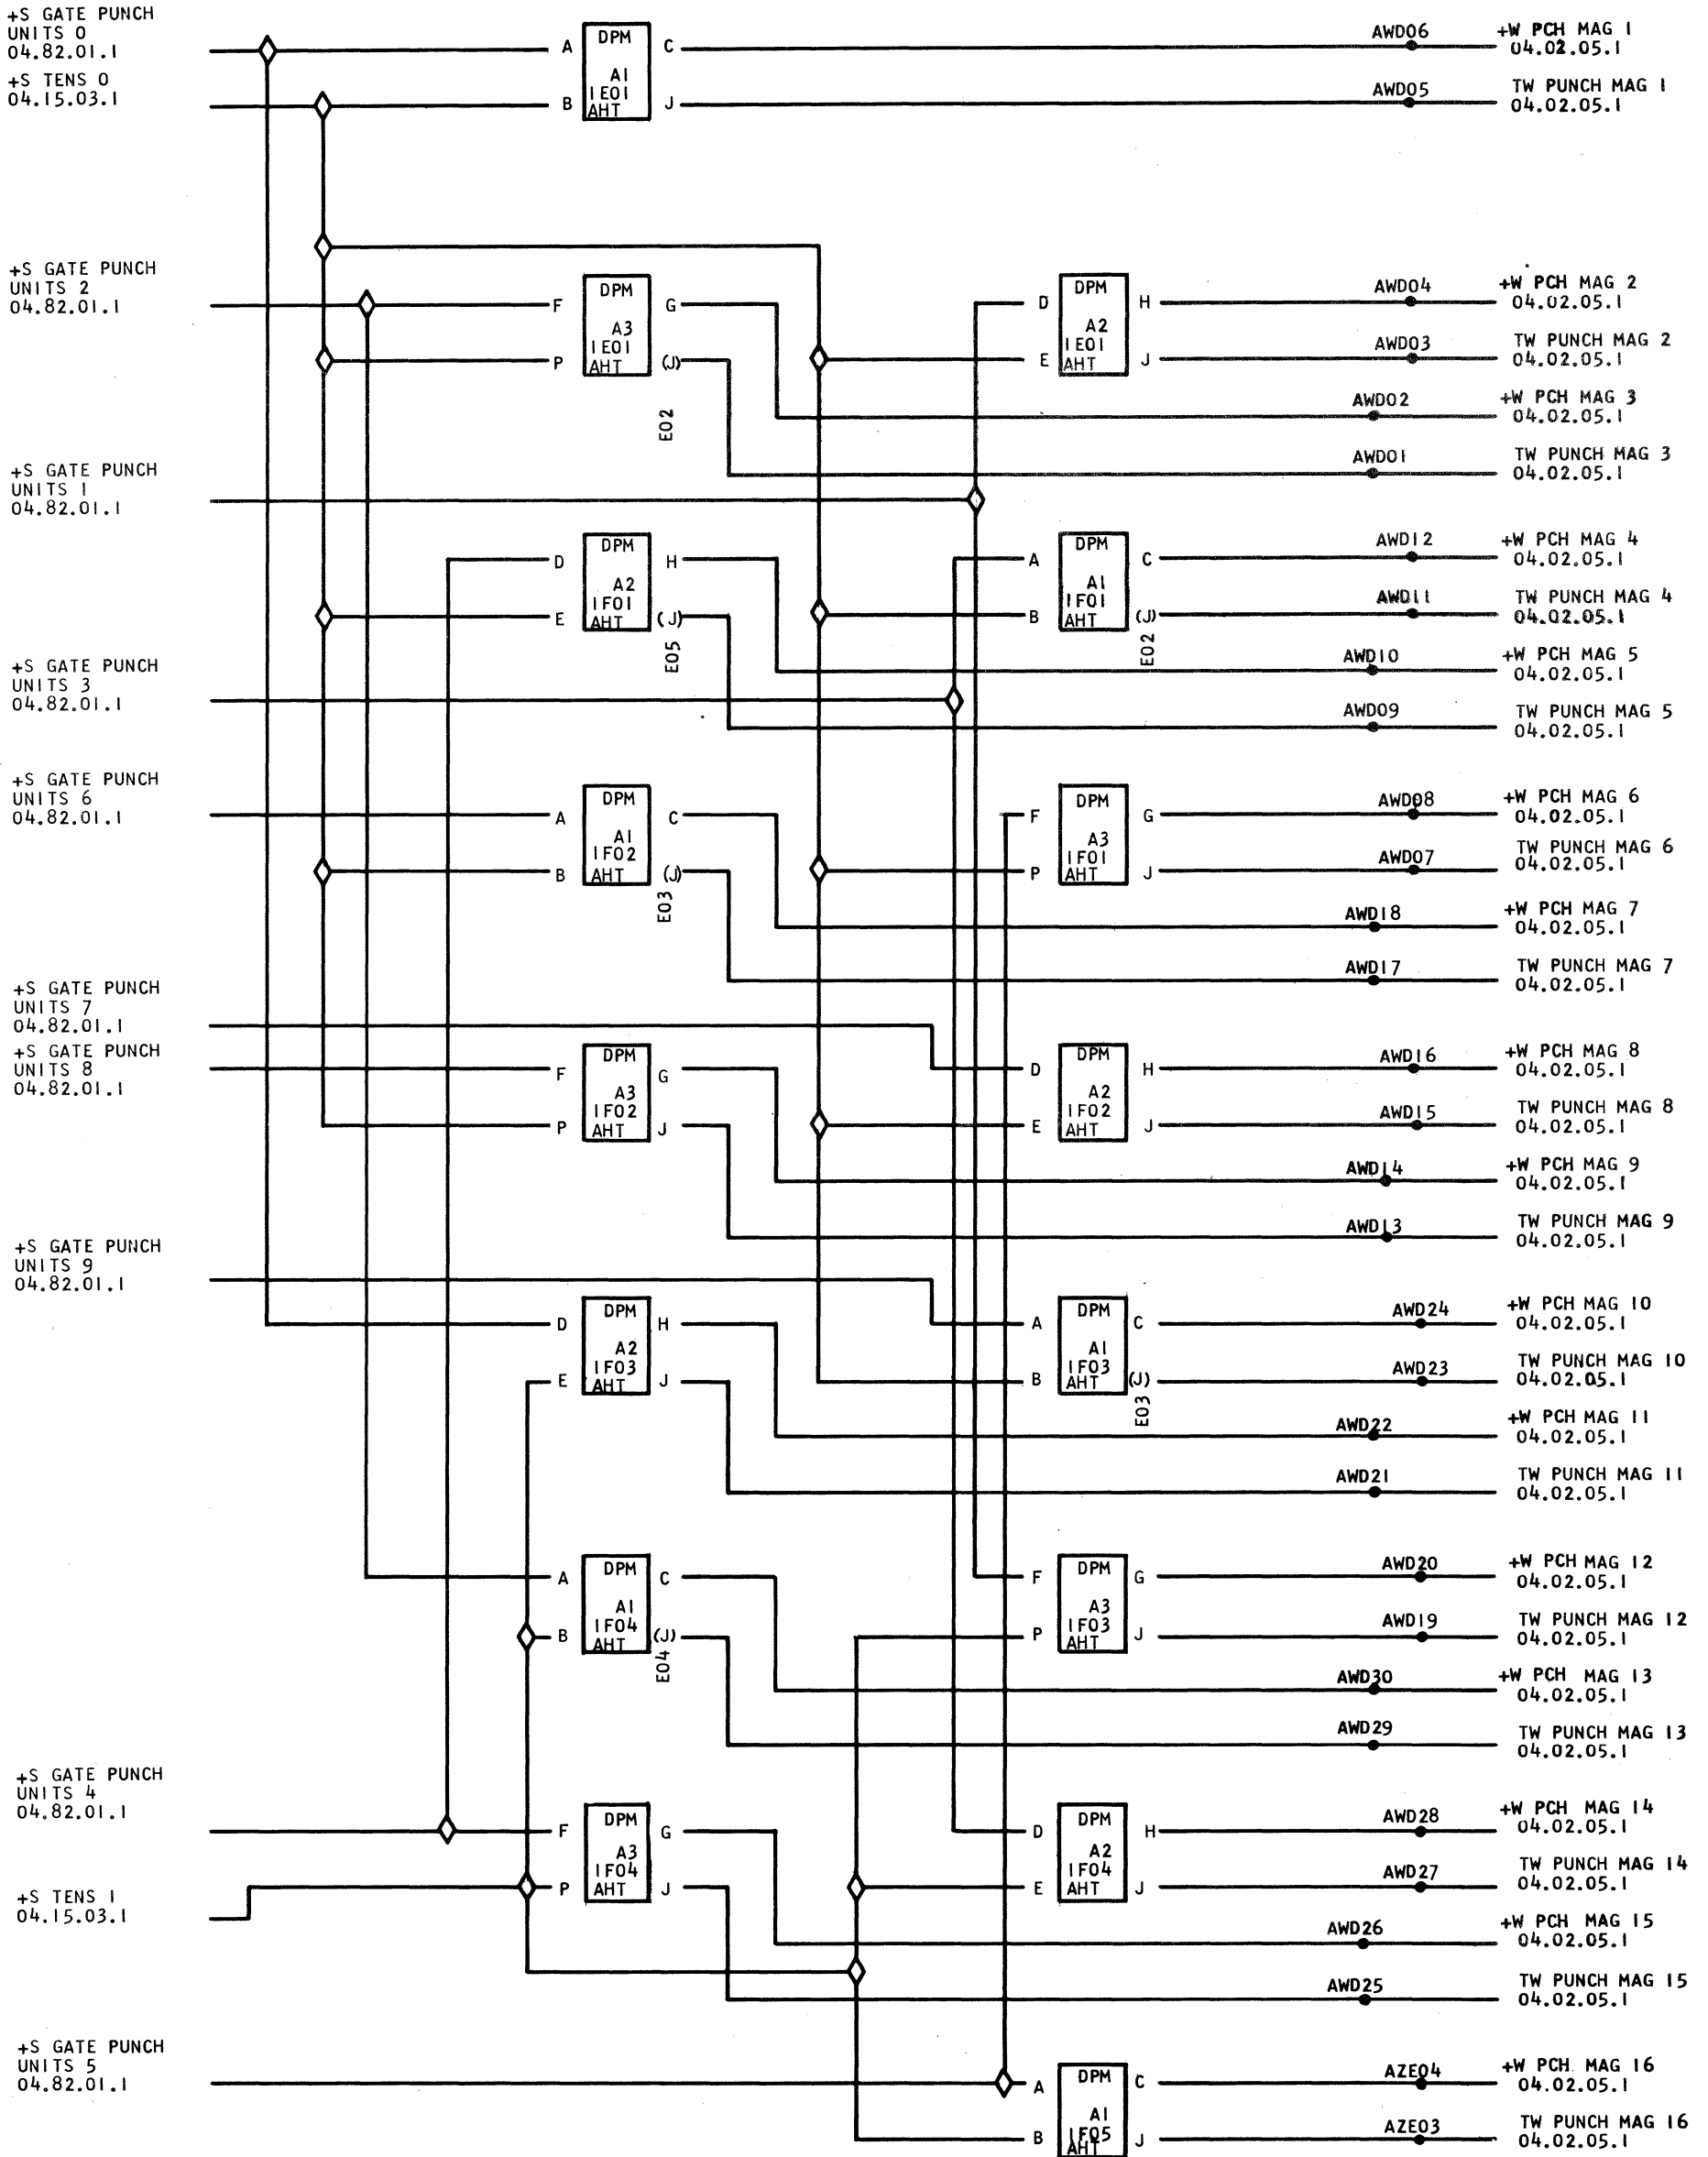 +S GATE PUNCH
UNITS 0
04.82.01.1
+S TENS 0
04.15.03.1
A
B
DPM
A1
1E01
AHT
C
J
AWD06
AWD05
+W PCH MAG 1
04.02.05.1
TW PUNCH MAG 1
04.02.05.1
+S GATE PUNCH
UNITS 2
04.82.01.1
F
P
DPM
A3
1E01
AHT
G
(J)
E02
D
E
DPM
A2
1E01
AHT
H
J
AWD04
AWD03
+W PCH MAG 2
04.02.05.1
TW PUNCH MAG 2
04.02.05.1
AWD02
AWD01
+W PCH MAG 3
04.02.05.1
TW PUNCH MAG 3
04.02.05.1
+S GATE PUNCH
UNITS 1
04.82.01.1
D
E
DPM
A2
1F01
AHT
H
(J)
E05
A
B
DPM
A1
1F01
AHT
C
(J)
E02
AWD12
AWD11
+W PCH MAG 4
04.02.05.1
TW PUNCH MAG 4
04.02.05.1
AWD10
AWD09
+W PCH MAG 5
04.02.05.1
TW PUNCH MAG 5
04.02.05.1
+S GATE PUNCH
UNITS 3
04.82.01.1
+S GATE PUNCH
UNITS 6
04.82.01.1
A
B
DPM
A1
1F02
AHT
C
(J)
E03
F
P
DPM
A3
1F01
AHT
G
J
AWD08
AWD07
+W PCH MAG 6
04.02.05.1
TW PUNCH MAG 6
04.02.05.1
AWD18
AWD17
+W PCH MAG 7
04.02.05.1
TW PUNCH MAG 7
04.02.05.1
+S GATE PUNCH
UNITS 7
04.82.01.1
+S GATE PUNCH
UNITS 8
04.82.01.1
F
P
DPM
A3
1F02
AHT
G
J
D
E
DPM
A2
1F02
AHT
H
J
AWD16
AWD15
+W PCH MAG 8
04.02.05.1
TW PUNCH MAG 8
04.02.05.1
AWD14
AWD13
+W PCH MAG 9
04.02.05.1
TW PUNCH MAG 9
04.02.05.1
+S GATE PUNCH
UNITS 9
04.82.01.1
D
E
DPM
A2
1F03
AHT
H
J
A
B
DPM
A1
1F03
AHT
C
(J)
E03
AWD24
AWD23
+W PCH MAG 10
04.02.05.1
TW PUNCH MAG 10
04.02.05.1
AWD22
AWD21
+W PCH MAG 11
04.02.05.1
TW PUNCH MAG 11
04.02.05.1
A
B
DPM
A1
1F04
AHT
C
(J)
E04
F
P
DPM
A3
1F03
AHT
G
J
AWD20
AWD19
+W PCH MAG 12
04.02.05.1
TW PUNCH MAG 12
04.02.05.1
AWD30
AWD29
+W PCH MAG 13
04.02.05.1
TW PUNCH MAG 13
04.02.05.1
+S GATE PUNCH
UNITS 4
04.82.01.1
+S TENS 1
04.15.03.1
F
P
DPM
A3
1F04
AHT
G
J
D
E
DPM
A2
1F04
AHT
H
J
AWD28
AWD27
+W PCH MAG 14
04.02.05.1
TW PUNCH MAG 14
04.02.05.1
AWD26
AWD25
+W PCH MAG 15
04.02.05.1
TW PUNCH MAG 15
04.02.05.1
+S GATE PUNCH
UNITS 5
04.82.01.1
A
B
DPM
A1
1F05
AHT
C
J
AZE04
AZE03
+W PCH MAG 16
04.02.05.1
TW PUNCH MAG 16
04.02.05.1